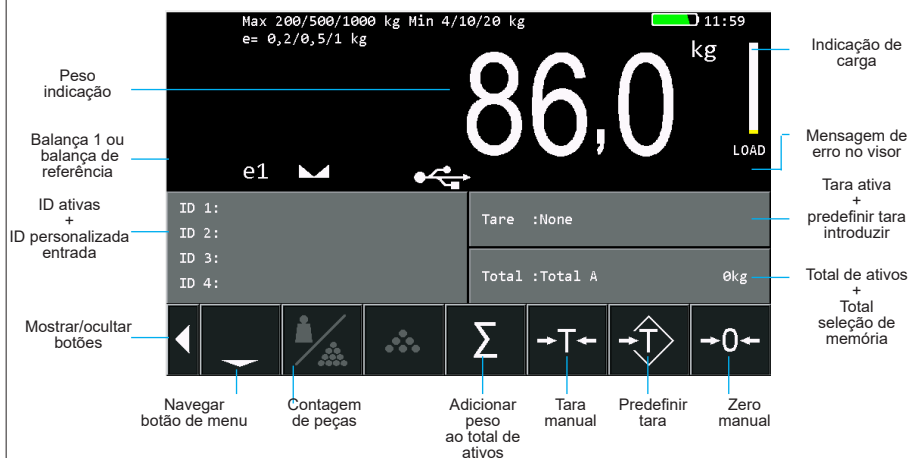 Max 200/500/1000 kg Min 4/10/20 kg
e= 0,2/0,5/1 kg
11:59
kg
86,0
LOAD
e1
ID 1:
ID 2:
ID 3:
ID 4:
Tare :None
Total :Total A 0kg
Σ
→T←
→T
→0←
Peso
indicação
Balança 1 ou
balança de
referência
ID ativas
+
ID personalizada
entrada
Mostrar/ocultar
botões
Navegar
botão de menu
Contagem
de peças
Adicionar
peso
ao total de
ativos
Tara
manual
Predefinir
tara
Zero
manual
Indicação de
carga
Mensagem de
erro no visor
Tara ativa
+
predefinir tara
introduzir
Total de ativos
+
Total
seleção de
memória